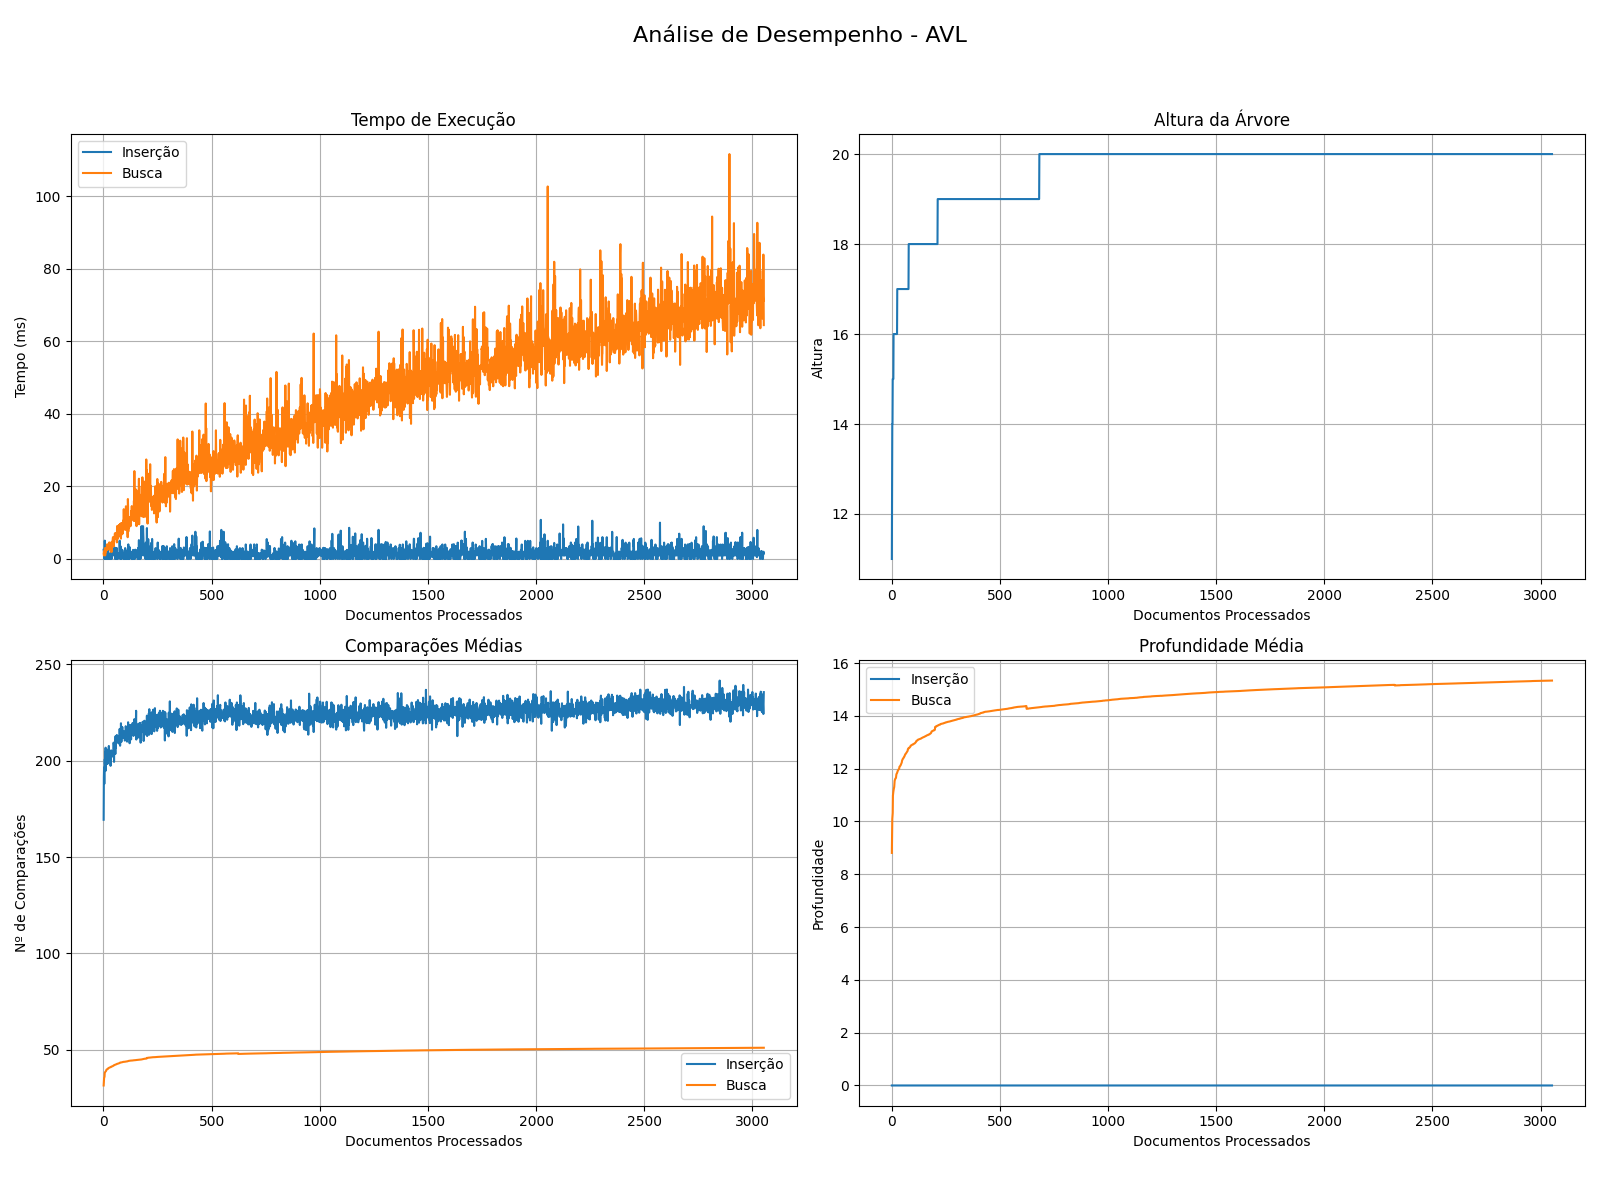 Análise de Desempenho - AVL
Tempo de Execução
Inserção
Busca
100
80
60
40
20
0
Tempo (ms)
0 500 1000 1500 2000 2500 3000
Documentos Processados
Altura da Árvore
20
18
16
14
12
Altura
0 500 1000 1500 2000 2500 3000
Documentos Processados
Comparações Médias
250
200
150
100
50
Nº de Comparações
Inserção
Busca
0 500 1000 1500 2000 2500 3000
Documentos Processados
Profundidade Média
Inserção
Busca
16
14
12
10
8
6
4
2
0
Profundidade
0 500 1000 1500 2000 2500 3000
Documentos Processados